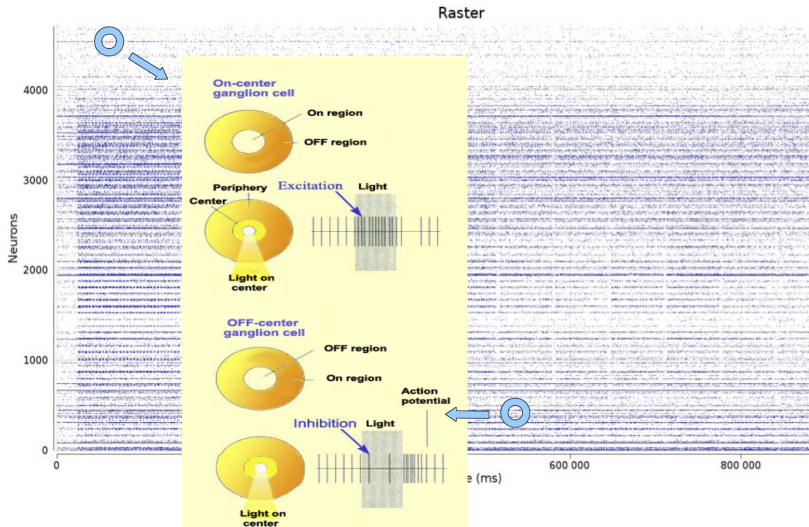 Raster
On-center
ganglion cell
On region
OFF region
Periphery
Center
Excitation
Light
Light on
center
OFF-center
ganglion cell
OFF region
On region
Action
potential
Light
Inhibition
Light on
center
Neurons
4000
3000
2000
1000
0
0
600 000
800 000
e (ms)